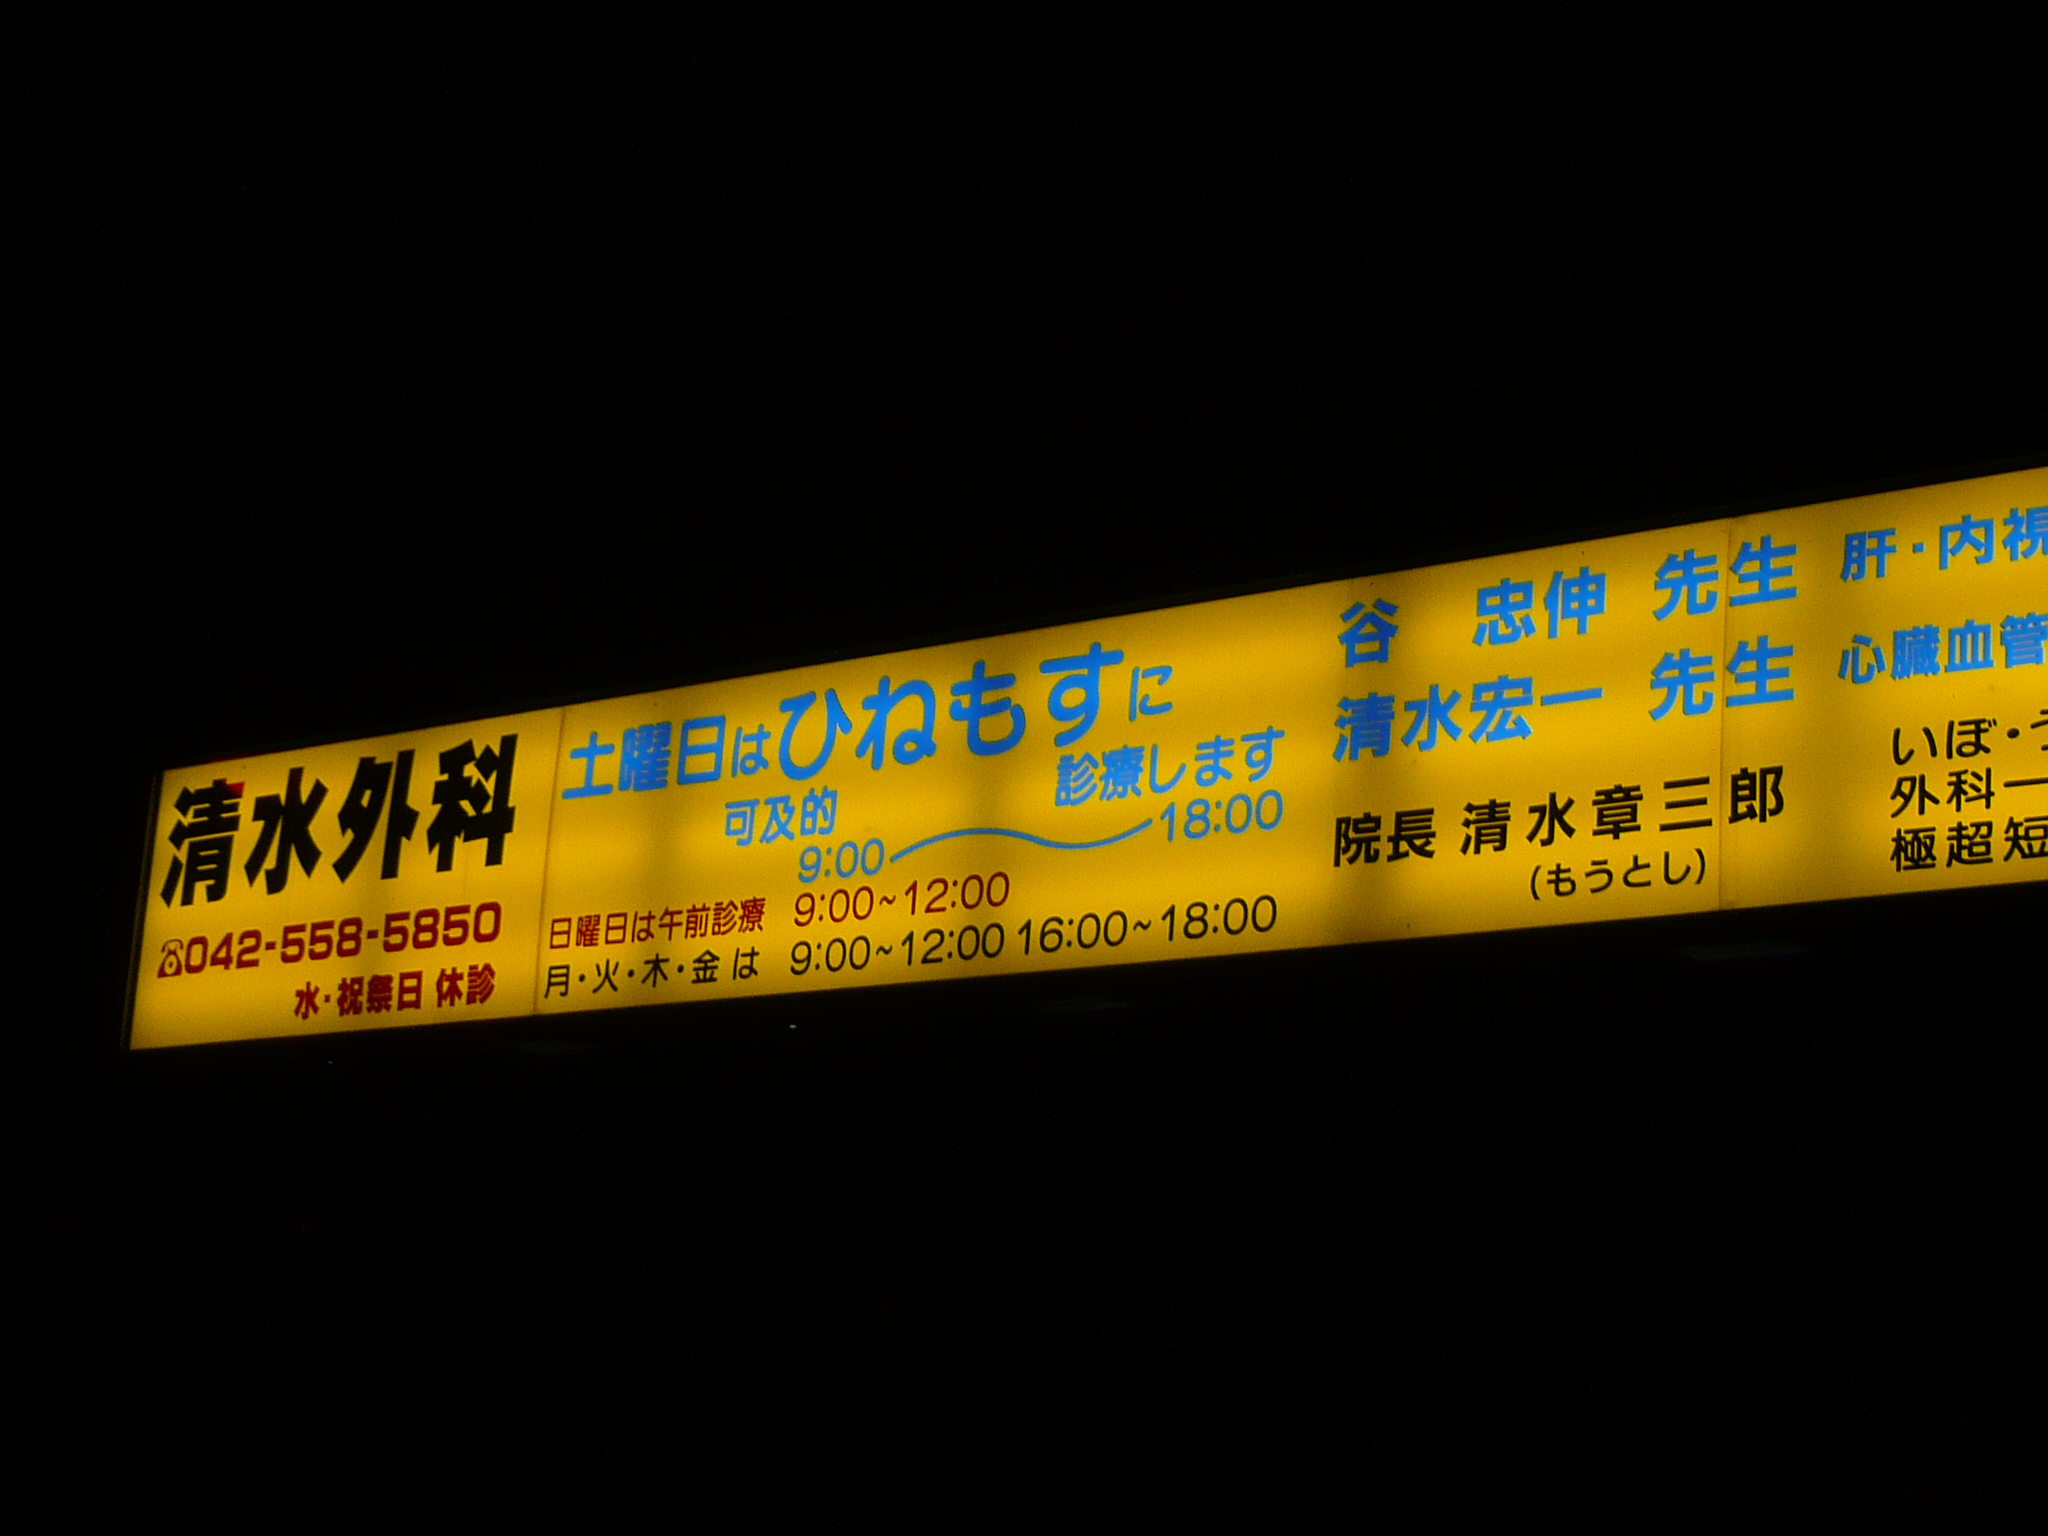 清水外科
☎042-558-5850
水・祝祭日 休診
土曜日はひねもすに
診療します
可及的
9:00～18:00
日曜日は午前診療 9:00~12:00
月・火・木・金 は 9:00~12:00 16:00~18:00
谷 忠伸 先生 肝・内視
清水宏一 先生 心臓血管
院長 清水章三郎
(もうとし)
いぼ・う
外科一
極超短